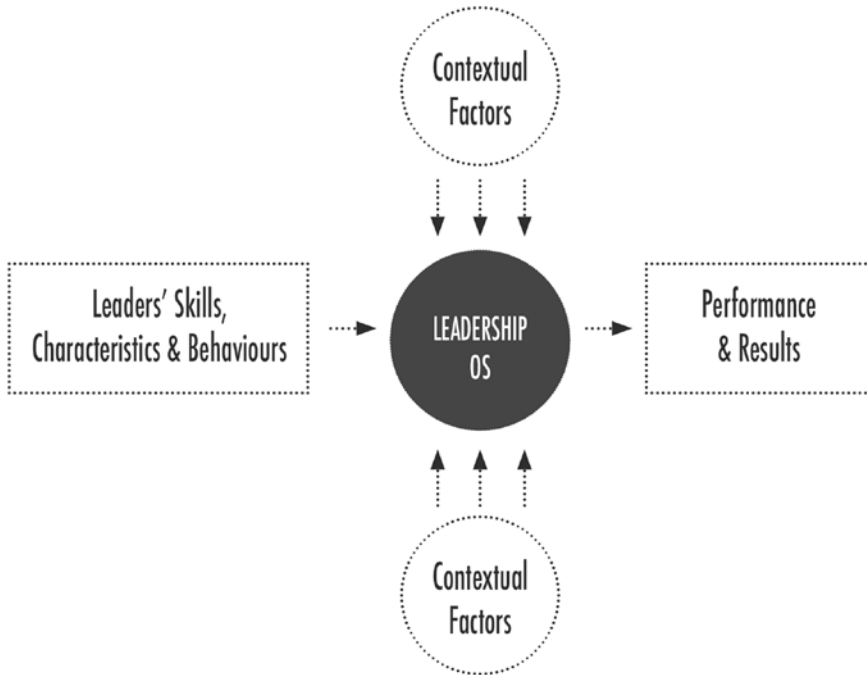 Contextual
Factors
Leaders’ Skills,
Characteristics & Behaviours
LEADERSHIP
OS
Performance
& Results
Contextual
Factors